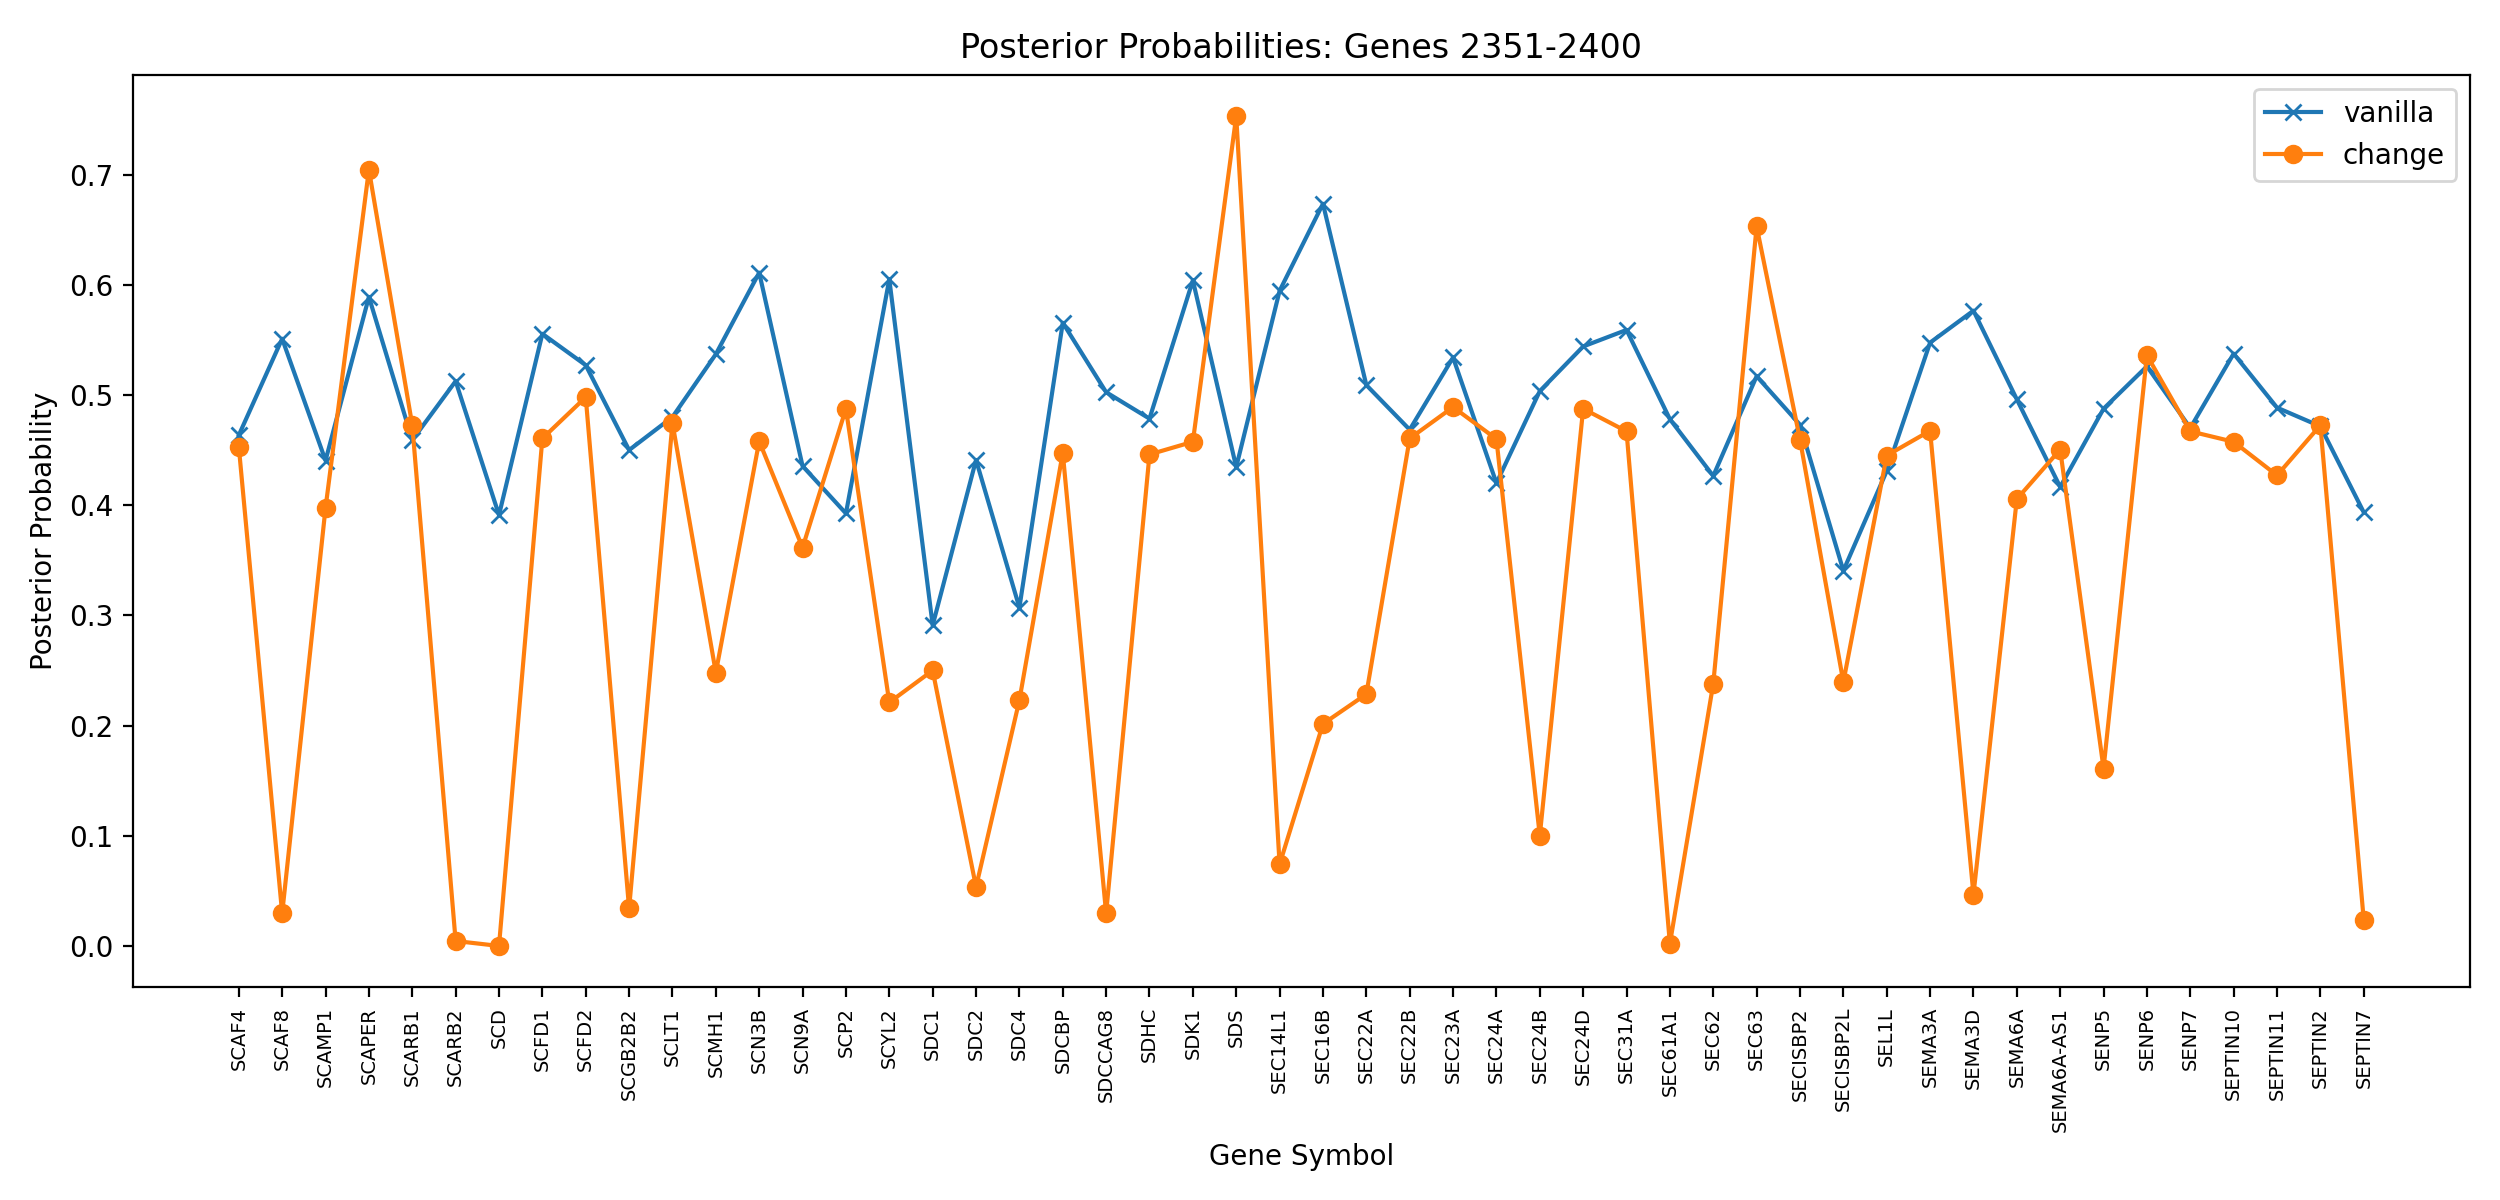 Posterior Probabilities: Genes 2351-2400
vanilla
change
Posterior Probability
0.7
0.6
0.5
0.4
0.3
0.2
0.1
0.0
SCAF4
SCAF8
SCAMP1
SCAPER
SCARB1
SCARB2
SCD
SCFD1
SCFD2
SCGB2B2
SCLT1
SCMH1
SCN3B
SCN9A
SCP2
SCYL2
SDC1
SDC2
SDC4
SDCBP
SDCCAG8
SDHC
SDK1
SDS
SEC14L1
SEC16B
SEC22A
SEC22B
SEC23A
SEC24A
SEC24B
SEC24D
SEC31A
SEC61A1
SEC62
SEC63
SECISBP2
SECISBP2L
SEL1L
SEMA3A
SEMA3D
SEMA6A
SEMA6A-AS1
SENP5
SENP6
SENP7
SEPTIN10
SEPTIN11
SEPTIN2
SEPTIN7
Gene Symbol